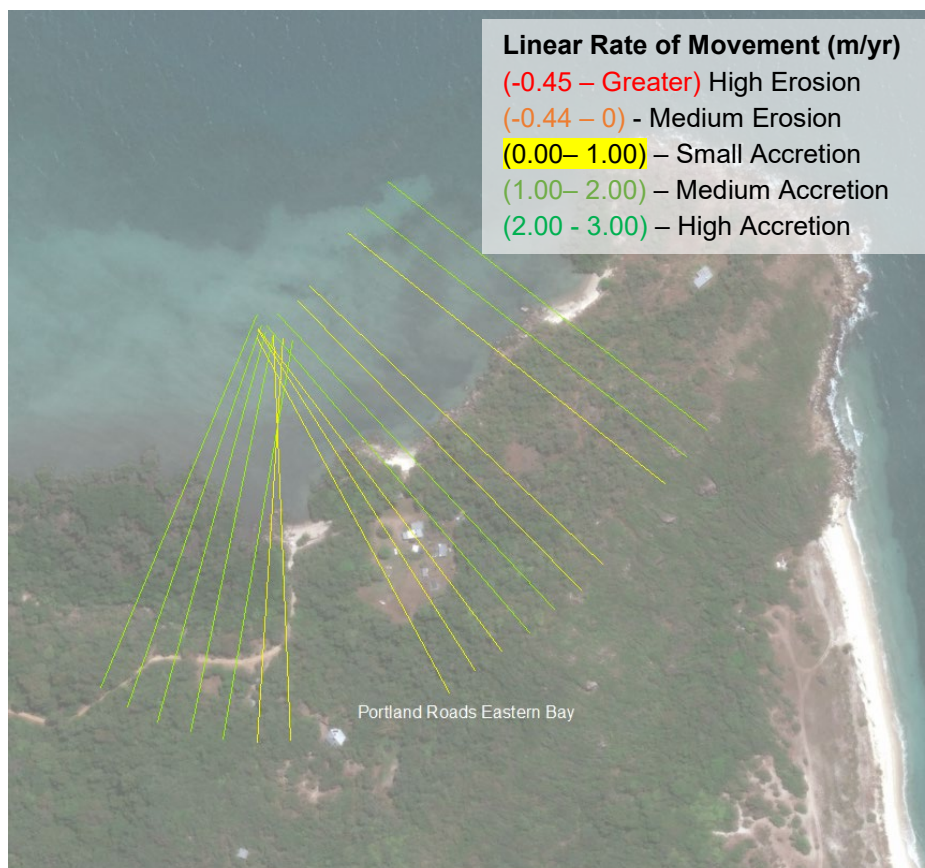 Linear Rate of Movement (m/yr)
(-0.45 – Greater) High Erosion
(-0.44 – 0) - Medium Erosion
(0.00– 1.00) – Small Accretion
(1.00– 2.00) – Medium Accretion
(2.00 - 3.00) – High Accretion
Portland Roads Eastern Bay